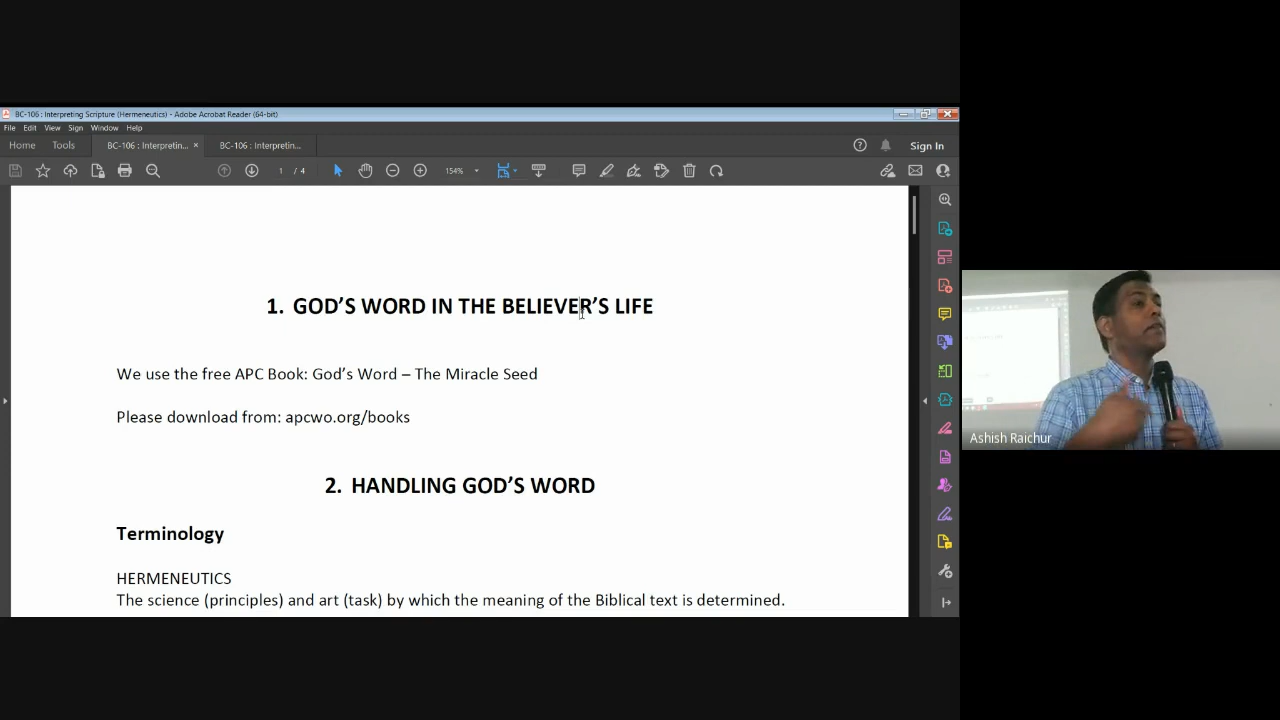 BC-106 : Interpreting Scripture (Hermeneutics) - Adobe Acrobat Reader (64-bit)
File Edit View Sign Window Help
Home Tools BC-106 : Interpretin... × BC-106 : Interpretin... Sign In
1 / 4 154%
1. GOD’S WORD IN THE BELIEVER’S LIFE
We use the free APC Book: God’s Word – The Miracle Seed
Please download from: apcwo.org/books
2. HANDLING GOD’S WORD
Terminology
HERMENEUTICS
The science (principles) and art (task) by which the meaning of the Biblical text is determined.
Ashish Raichur